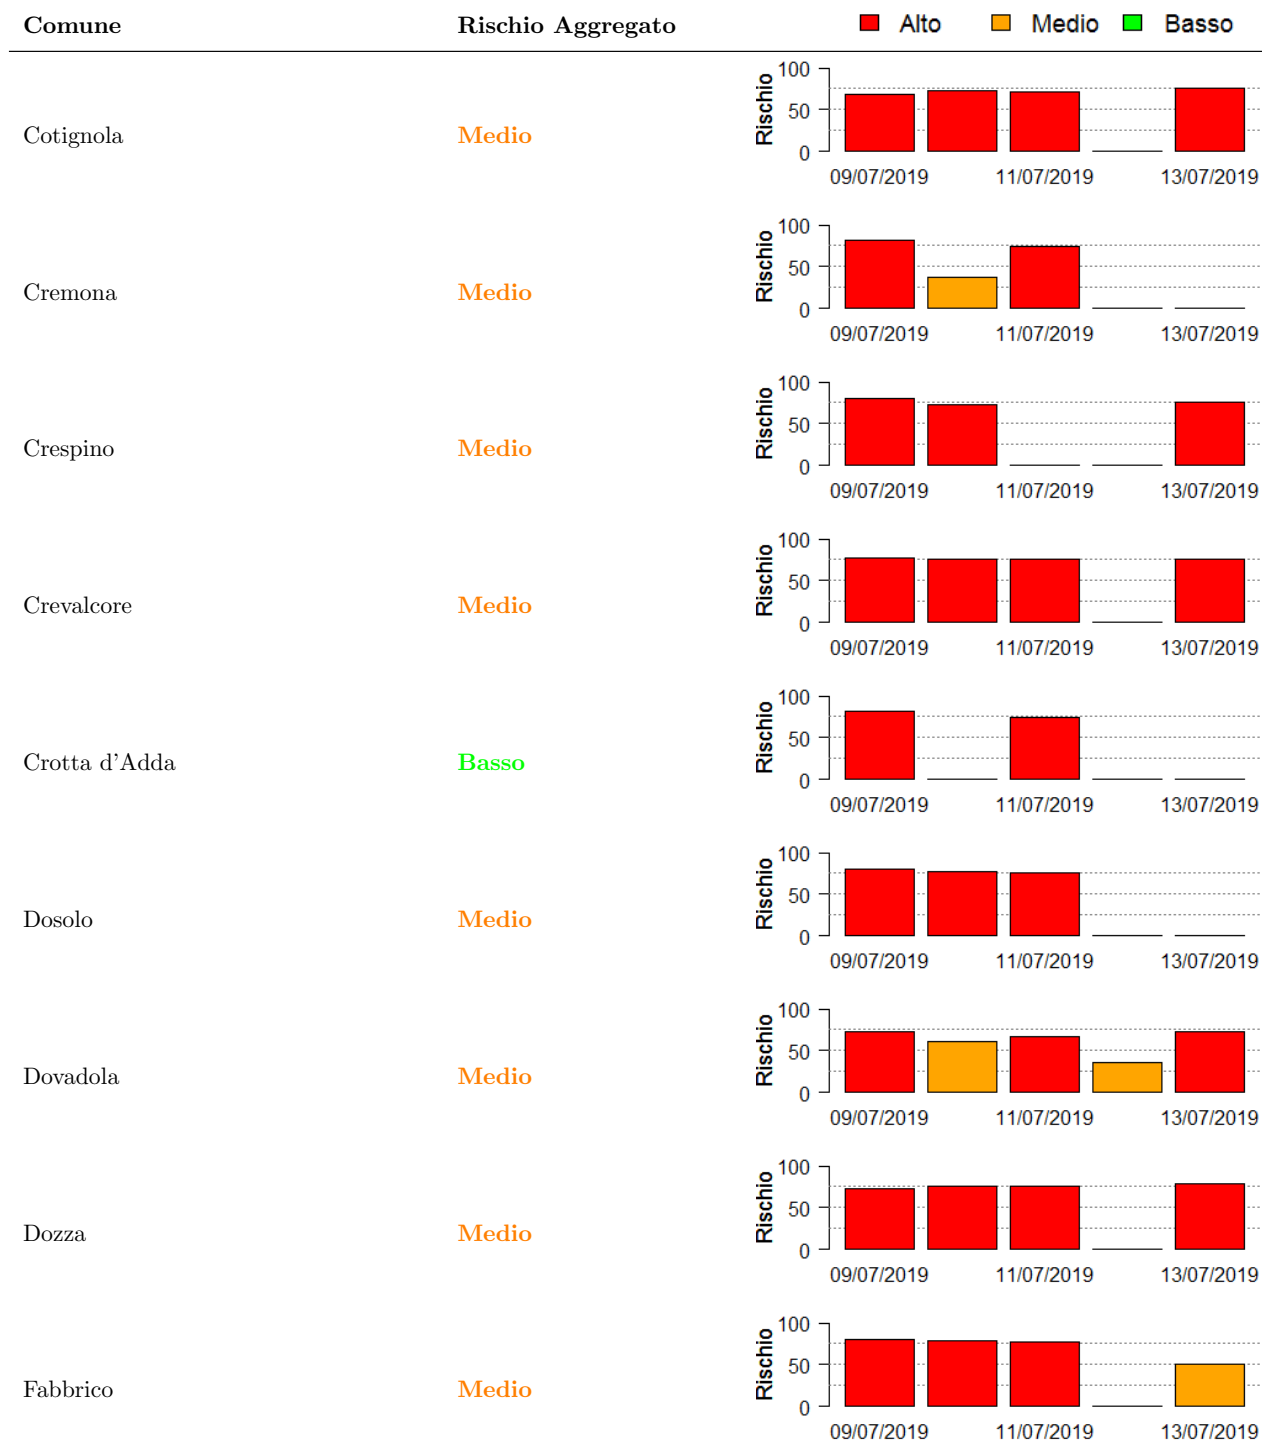 Comune Rischio Aggregato Alto Medio Basso
Cotignola Medio
Rischio
100
50
0
09/07/2019 11/07/2019 13/07/2019
Cremona Medio
Rischio
100
50
0
09/07/2019 11/07/2019 13/07/2019
Crespino Medio
Rischio
100
50
0
09/07/2019 11/07/2019 13/07/2019
Crevalcore Medio
Rischio
100
50
0
09/07/2019 11/07/2019 13/07/2019
Crotta d'Adda Basso
Rischio
100
50
0
09/07/2019 11/07/2019 13/07/2019
Dosolo Medio
Rischio
100
50
0
09/07/2019 11/07/2019 13/07/2019
Dovadola Medio
Rischio
100
50
0
09/07/2019 11/07/2019 13/07/2019
Dozza Medio
Rischio
100
50
0
09/07/2019 11/07/2019 13/07/2019
Fabbrico Medio
Rischio
100
50
0
09/07/2019 11/07/2019 13/07/2019